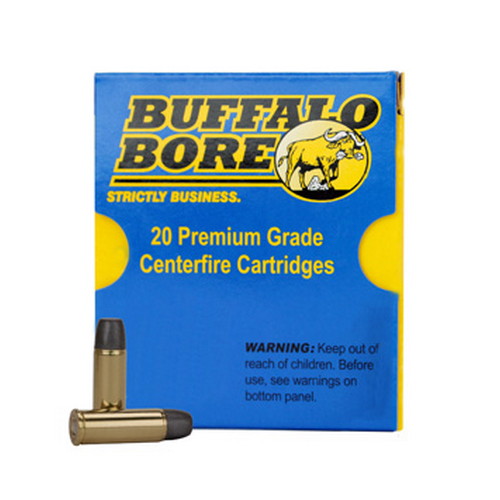 BUFFALO
BORE
STRICTLY BUSINESS.
20 Premium Grade
Centerfire Cartridges
WARNING: Keep out of
reach of children. Before
use, see warnings on
bottom panel.